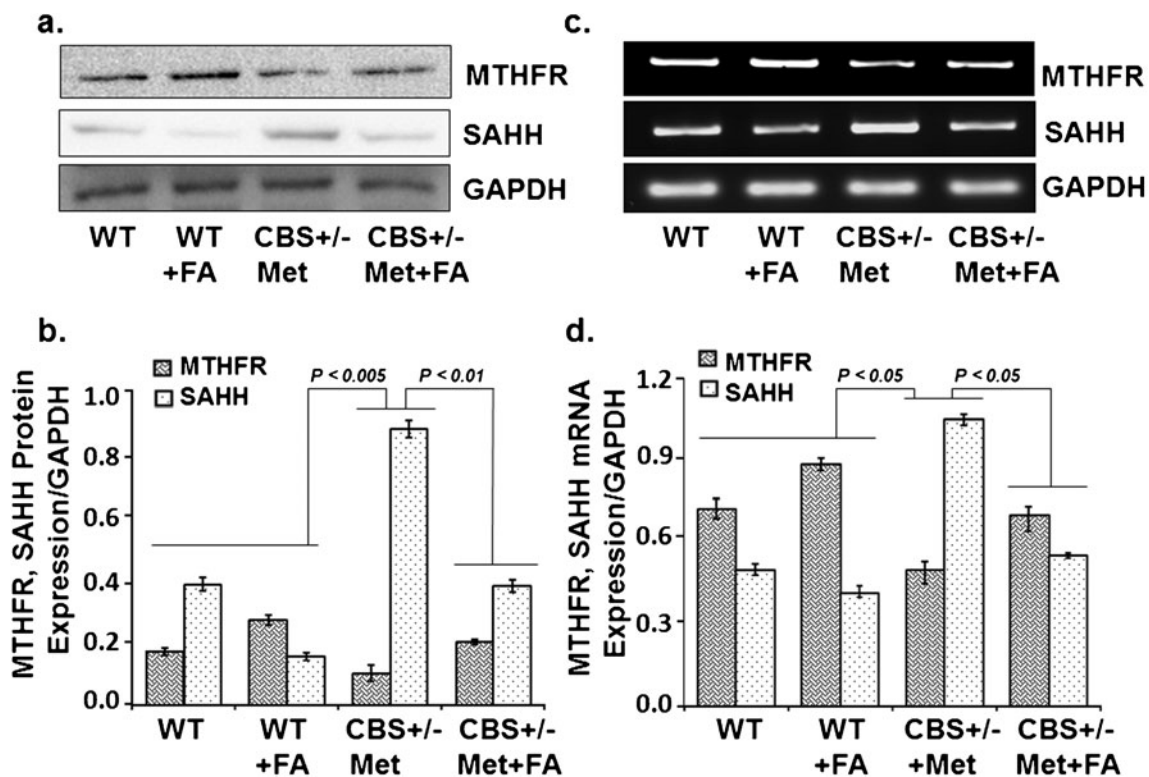 a.
MTHFR
SAHH
GAPDH
WT WT CBS+/- CBS+/-
+FA Met Met+FA
c.
MTHFR
SAHH
GAPDH
WT WT CBS+/- CBS+/-
+FA Met Met+FA
b.
MTHFR
SAHH
P < 0.005
P < 0.01
MTHFR, SAHH Protein
Expression/GAPDH
1.0
0.8
0.6
0.4
0.2
0.0
WT WT CBS+/- CBS+/-
+FA Met Met+FA
d.
MTHFR
SAHH
P < 0.05
P < 0.05
MTHFR, SAHH mRNA
Expression/GAPDH
1.2
0.9
0.6
0.3
0.0
WT WT CBS+/- CBS+/-
+FA +Met Met+FA